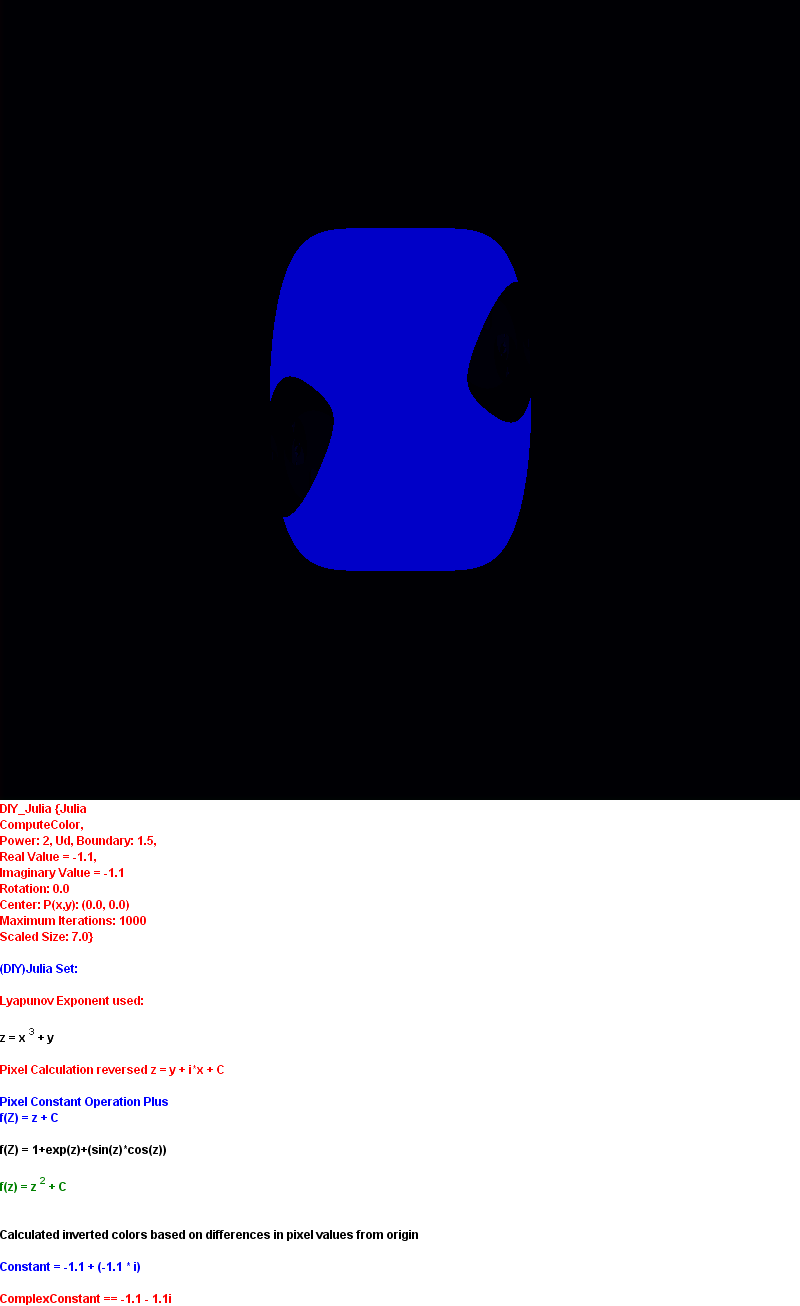 DIY_Julia {Julia
ComputeColor,
Power: 2, Ud, Boundary: 1.5,
Real Value = -1.1,
Imaginary Value = -1.1
Rotation: 0.0
Center: P(x,y): (0.0, 0.0)
Maximum Iterations: 1000
Scaled Size: 7.0}
(DIY)Julia Set:
Lyapunov Exponent used:
z = x 3 + y
Pixel Calculation reversed z = y + i*x + C
Pixel Constant Operation Plus
f(Z) = z + C
f(Z) = 1+exp(z)+(sin(z)*cos(z))
f(z) = z 2 + C
Calculated inverted colors based on differences in pixel values from origin
Constant = -1.1 + (-1.1 * i)
ComplexConstant == -1.1 - 1.1i